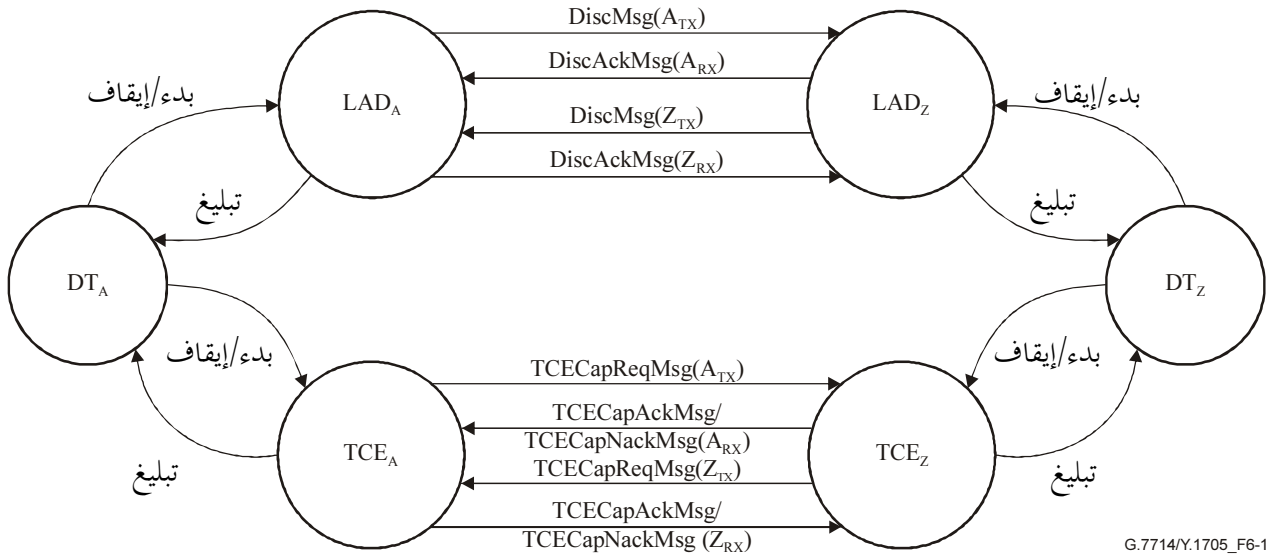 DiscMsg(A_TX)
DiscAckMsg(A_RX)
DiscMsg(Z_TX)
DiscAckMsg(Z_RX)
LAD_A
LAD_Z
بدء/إيقاف
بدء/إيقاف
تبليغ
تبليغ
DT_A
DT_Z
بدء/إيقاف
بدء/إيقاف
TCECapReqMsg(A_TX)
TCECapAckMsg/
TCECapNackMsg(A_RX)
TCECapReqMsg(Z_TX)
TCECapAckMsg/
TCECapNackMsg (Z_RX)
TCE_A
TCE_Z
تبليغ
تبليغ
G.7714/Y.1705_F6-1